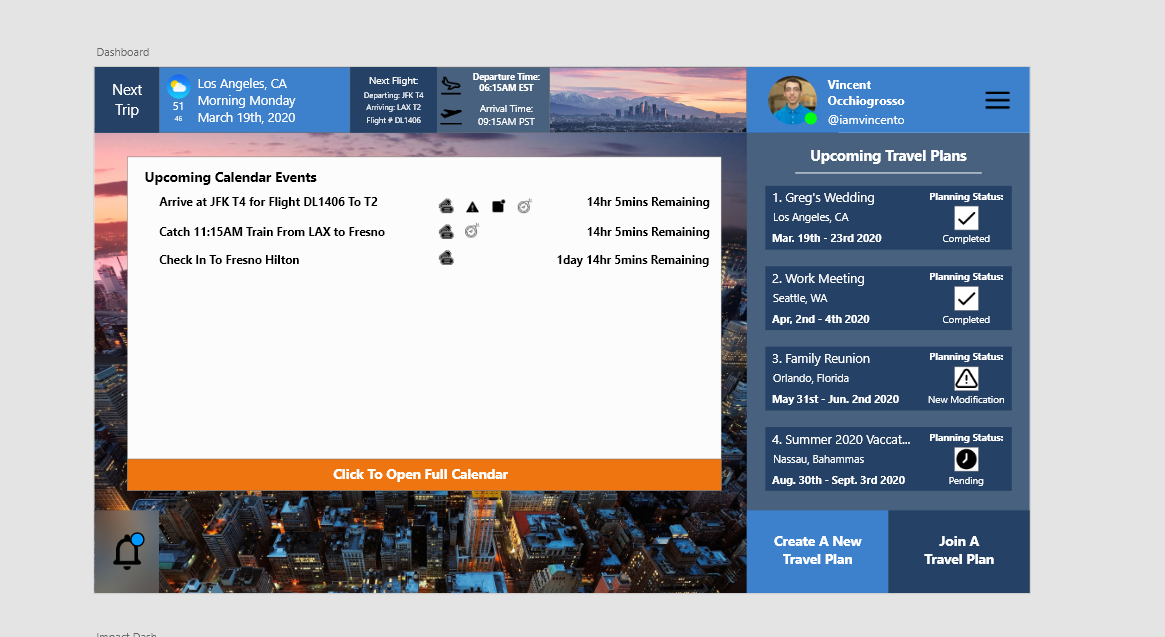 Dashboard
Next
Trip
51
46
Los Angeles, CA
Morning Monday
March 19th, 2020
Next Flight:
Departing: JFK T4
Arriving: LAX T2
Flight # DL1406
Departure Time:
06:15AM EST
Arrival Time:
09:15AM PST
Vincent
Occhiogrosso
@iamvincento
Upcoming Calendar Events
Arrive at JFK T4 for Flight DL1406 To T2
14hr 5mins Remaining
Catch 11:15AM Train From LAX to Fresno
14hr 5mins Remaining
Check In To Fresno Hilton
1day 14hr 5mins Remaining
Click To Open Full Calendar
Upcoming Travel Plans
1. Greg's Wedding
Los Angeles, CA
Mar. 19th - 23rd 2020
Planning Status:
Completed
2. Work Meeting
Seattle, WA
Apr, 2nd - 4th 2020
Planning Status:
Completed
3. Family Reunion
Orlando, Florida
May 31st - Jun. 2nd 2020
Planning Status:
New Modification
4. Summer 2020 Vaccat...
Nassau, Bahammas
Aug. 30th - Sept. 3rd 2020
Planning Status:
Pending
Create A New
Travel Plan
Join A
Travel Plan
Impact Dash